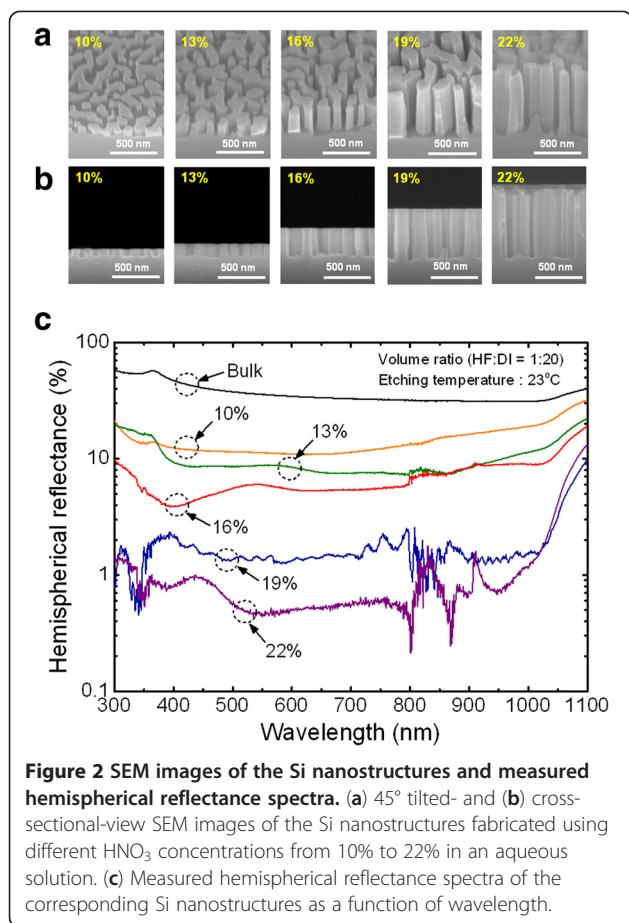 a
10%
13%
16%
19%
22%
500 nm
500 nm
500 nm
500 nm
500 nm
b
10%
13%
16%
19%
22%
500 nm
500 nm
500 nm
500 nm
500 nm
c
100
10
1
0.1
Hemispherical reflectance (%)
Volume ratio (HF:DI = 1:20)
Etching temperature : 23°C
Bulk
10%
13%
16%
19%
22%
300 400 500 600 700 800 900 1000 1100
Wavelength (nm)
Figure 2 SEM images of the Si nanostructures and measured
hemispherical reflectance spectra. (a) 45° tilted- and (b) cross-
sectional-view SEM images of the Si nanostructures fabricated using
different HNO₃ concentrations from 10% to 22% in an aqueous
solution. (c) Measured hemispherical reflectance spectra of the
corresponding Si nanostructures as a function of wavelength.